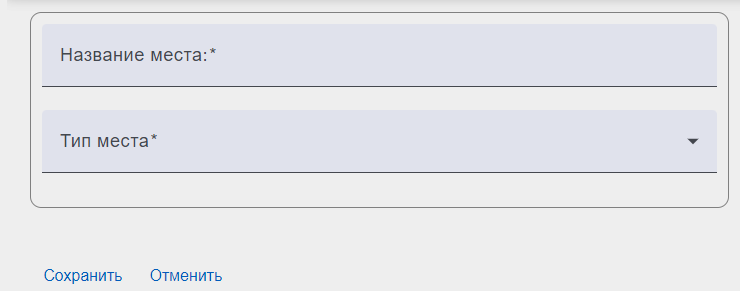 Название места:*
Тип места*
Сохранить Отменить